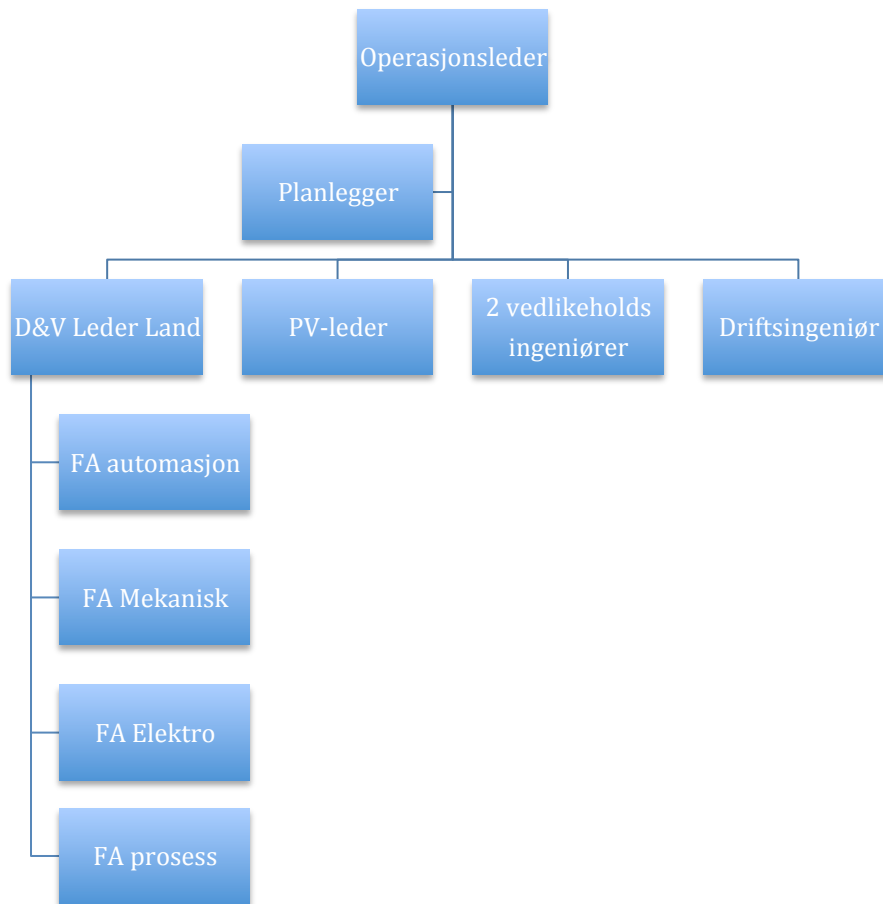 Operasjonsleder
Planlegger
D&V Leder Land
PV-leder
2 vedlikeholds
ingeniører
Driftsingeniør
FA automasjon
FA Mekanisk
FA Elektro
FA prosess